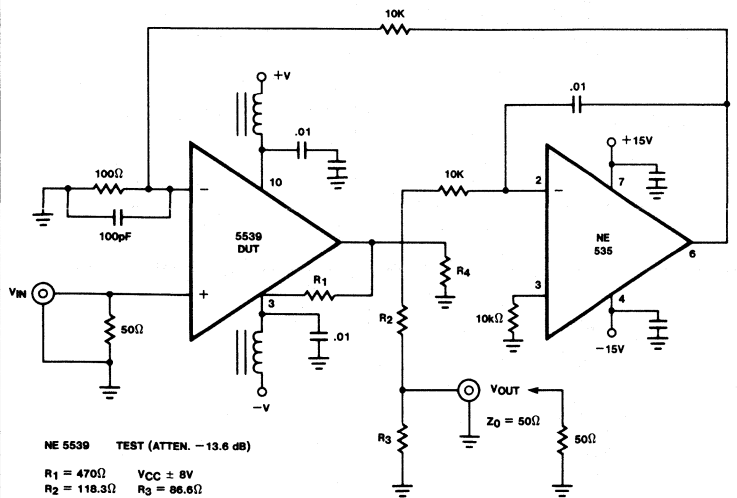 10K
+V
.01
.01
+15V
100Ω
10K
10
2
7
−
−
100pF
5539
DUT
NE
535
6
VIN
+
R1
R4
3
3
4
50Ω
.01
R2
10kΩ
−15V
−V
VOUT
Z0 = 50Ω
R3
50Ω
NE 5539 TEST (ATTEN. −13.6 dB)
R1 = 470Ω VCC ± 8V
R2 = 118.3Ω R3 = 86.6Ω